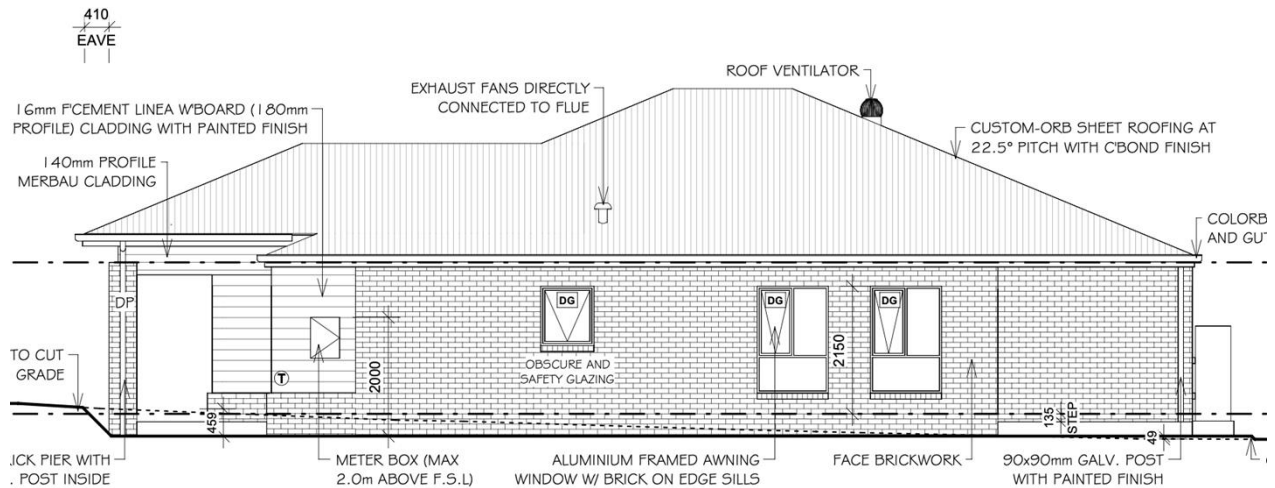 410
EAVE
ROOF VENTILATOR
EXHAUST FANS DIRECTLY
CONNECTED TO FLUE
16mm F'CEMENT LINEA W'BOARD (180mm
PROFILE) CLADDING WITH PAINTED FINISH
CUSTOM-ORB SHEET ROOFING AT
22.5° PITCH WITH C'BOND FINISH
140mm PROFILE
MERBAU CLADDING
COLORB
AND GUT
DP
DG
DG
DG
TO CUT
GRADE
OBSCURE AND
SAFETY GLAZING
T
2000
2150
459
135
STEP
49
ICK PIER WITH
. POST INSIDE
METER BOX (MAX
2.0m ABOVE F.S.L)
ALUMINIUM FRAMED AWNING
WINDOW W/ BRICK ON EDGE SILLS
FACE BRICKWORK
90x90mm GALV. POST
WITH PAINTED FINISH